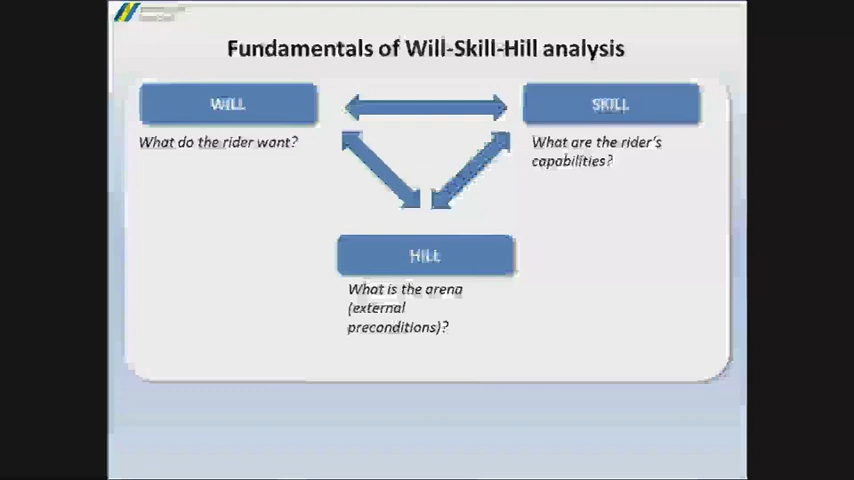 Fundamentals of Will-Skill-Hill analysis
WILL
SKILL
What do the rider want?
What are the rider's
capabilities?
HILL
What is the arena
(external
preconditions)?